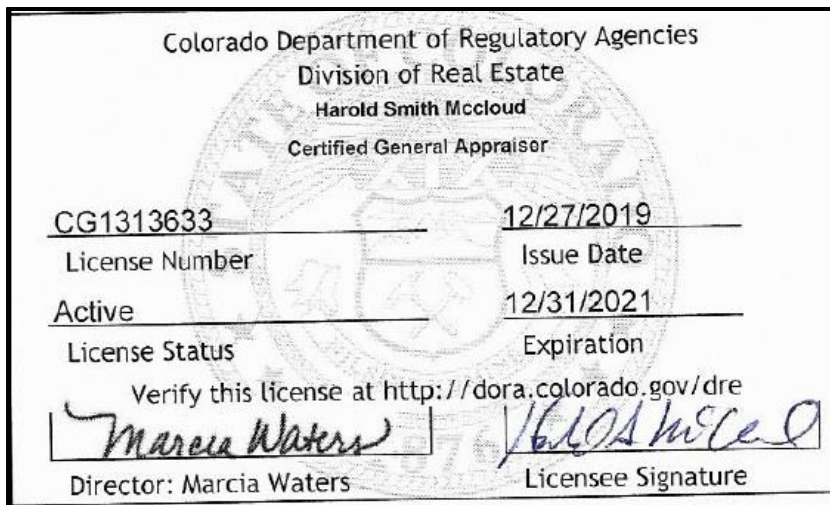 Colorado Department of Regulatory Agencies
Division of Real Estate
Harold Smith Mccloud
Certified General Appraiser
CG1313633 12/27/2019
License Number Issue Date
Active 12/31/2021
License Status Expiration
Verify this license at http://dora.colorado.gov/dre
Marcia Waters
Director: Marcia Waters Licensee Signature